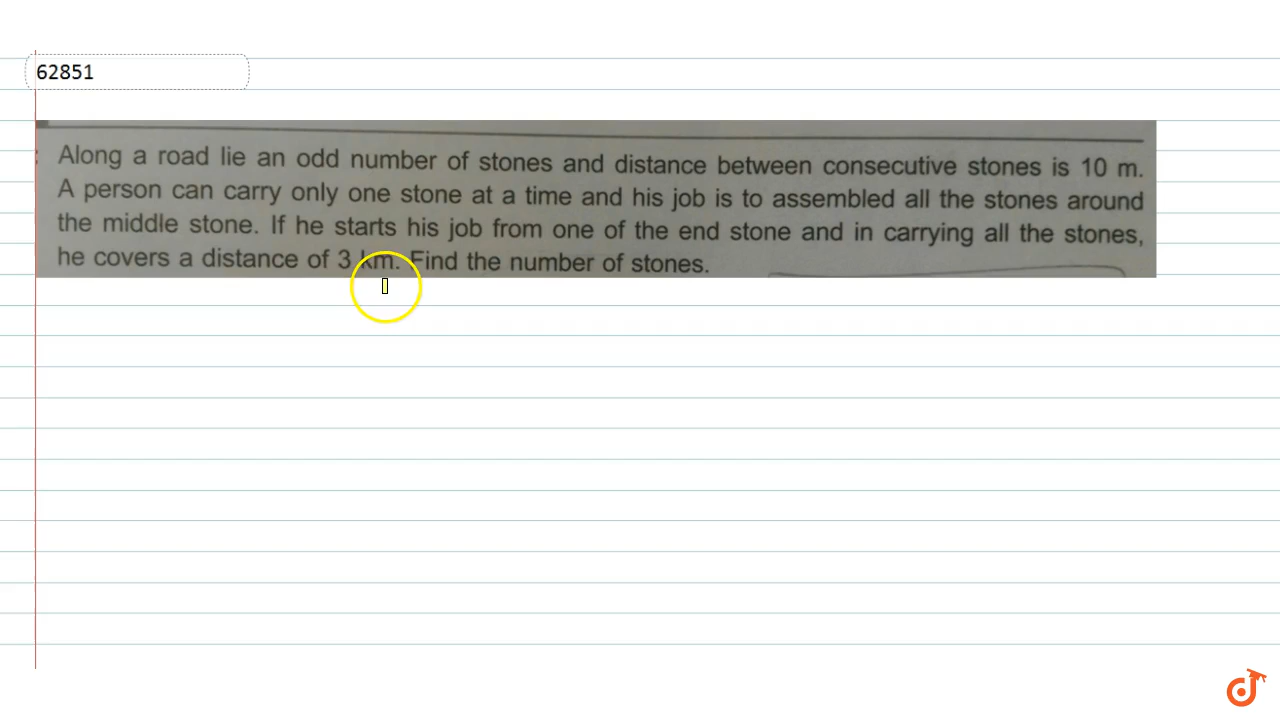 62851
Along a road lie an odd number of stones and distance between consecutive stones is 10 m.
A person can carry only one stone at a time and his job is to assembled all the stones around
the middle stone. If he starts his job from one of the end stone and in carrying all the stones,
he covers a distance of 3 km. Find the number of stones.